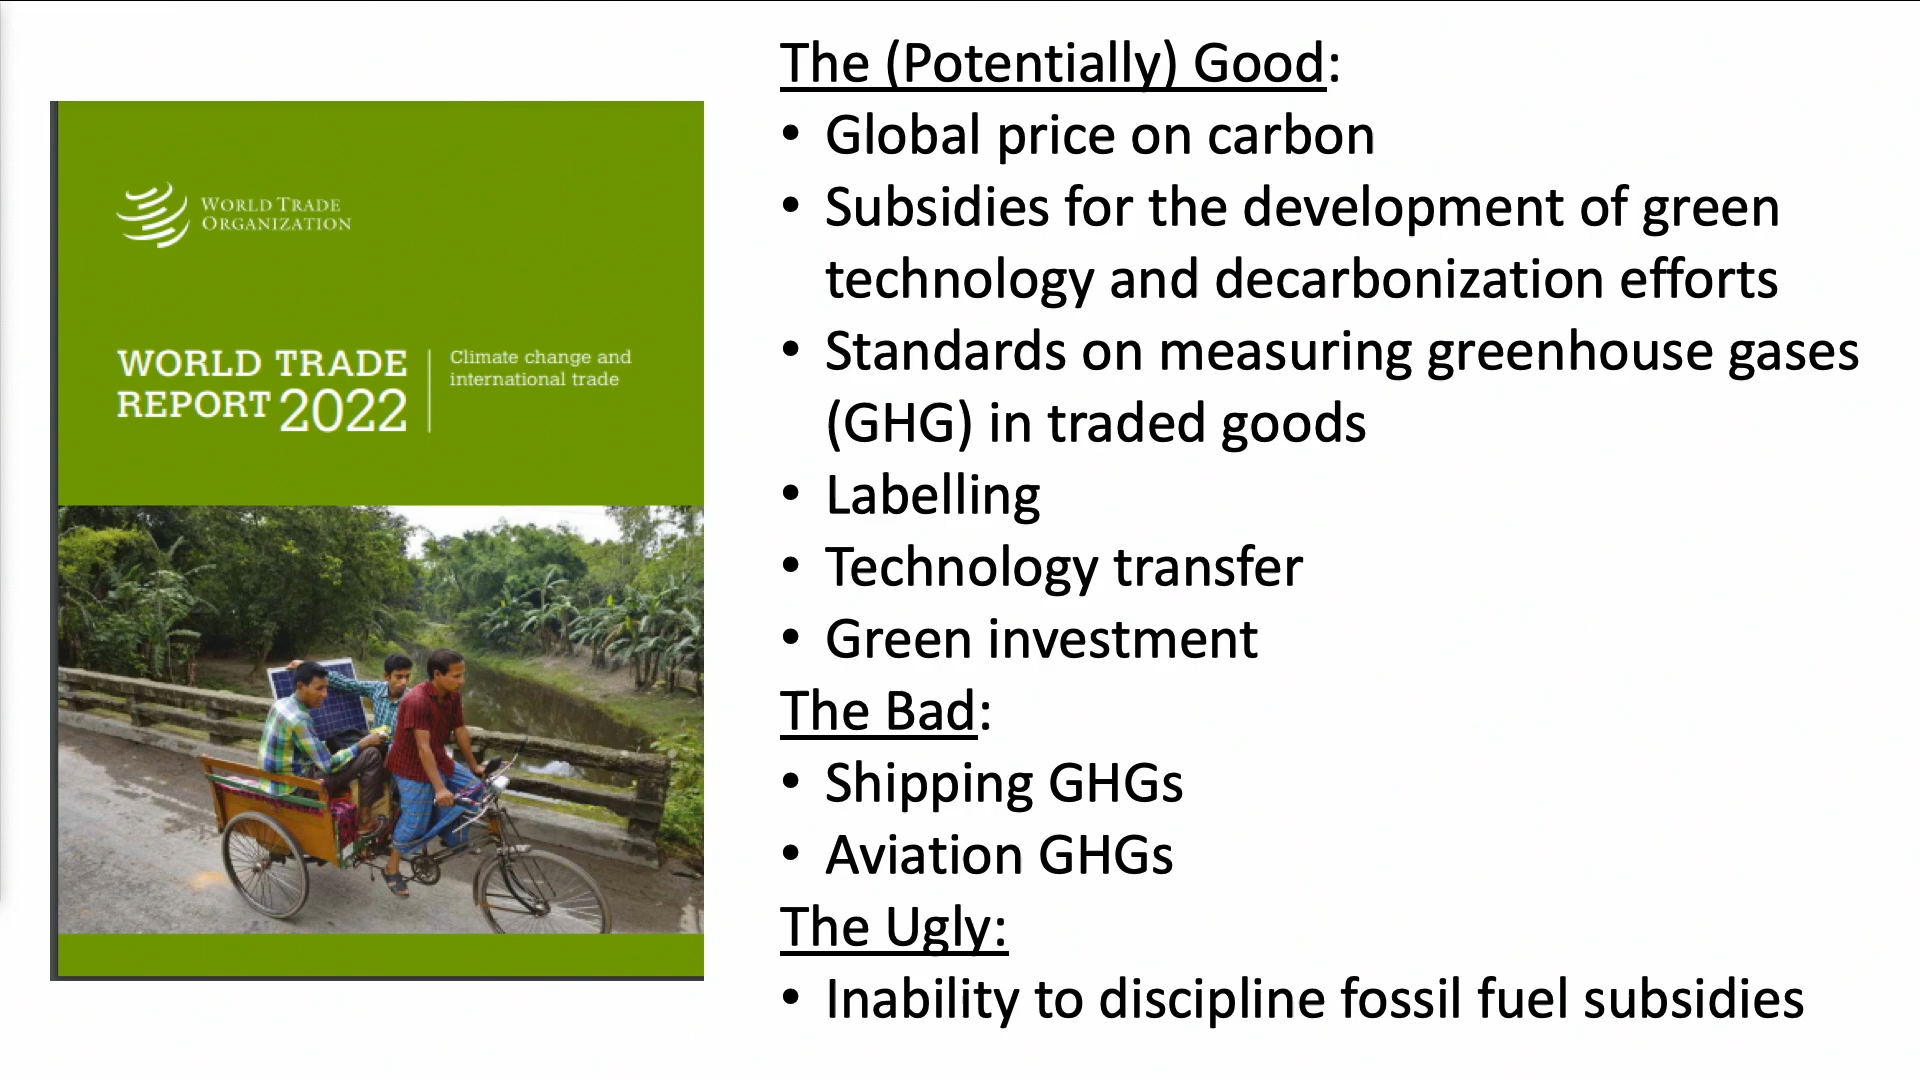 WORLD TRADE
ORGANIZATION
WORLD TRADE
REPORT 2022
Climate change and
international trade
The (Potentially) Good:
• Global price on carbon
• Subsidies for the development of green
technology and decarbonization efforts
• Standards on measuring greenhouse gases
(GHG) in traded goods
• Labelling
• Technology transfer
• Green investment
The Bad:
• Shipping GHGs
• Aviation GHGs
The Ugly:
• Inability to discipline fossil fuel subsidies